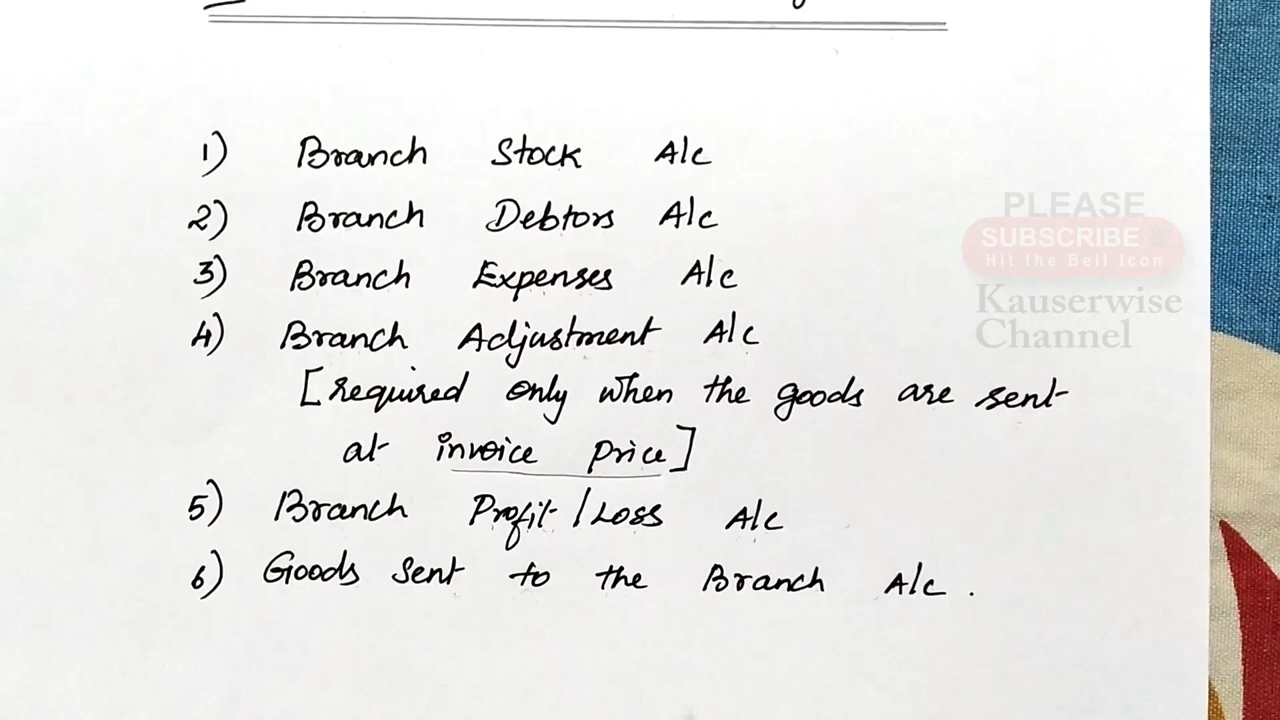 1) Branch Stock A/c
2) Branch Debtors A/c
3) Branch Expenses A/c
4) Branch Adjustment A/c
[required only when the goods are sent
at invoice price]
5) Branch Profit/Loss A/c
6) Goods sent to the Branch A/c.
PLEASE
SUBSCRIBE &
Hit the Bell Icon
Kauserwise
Channel